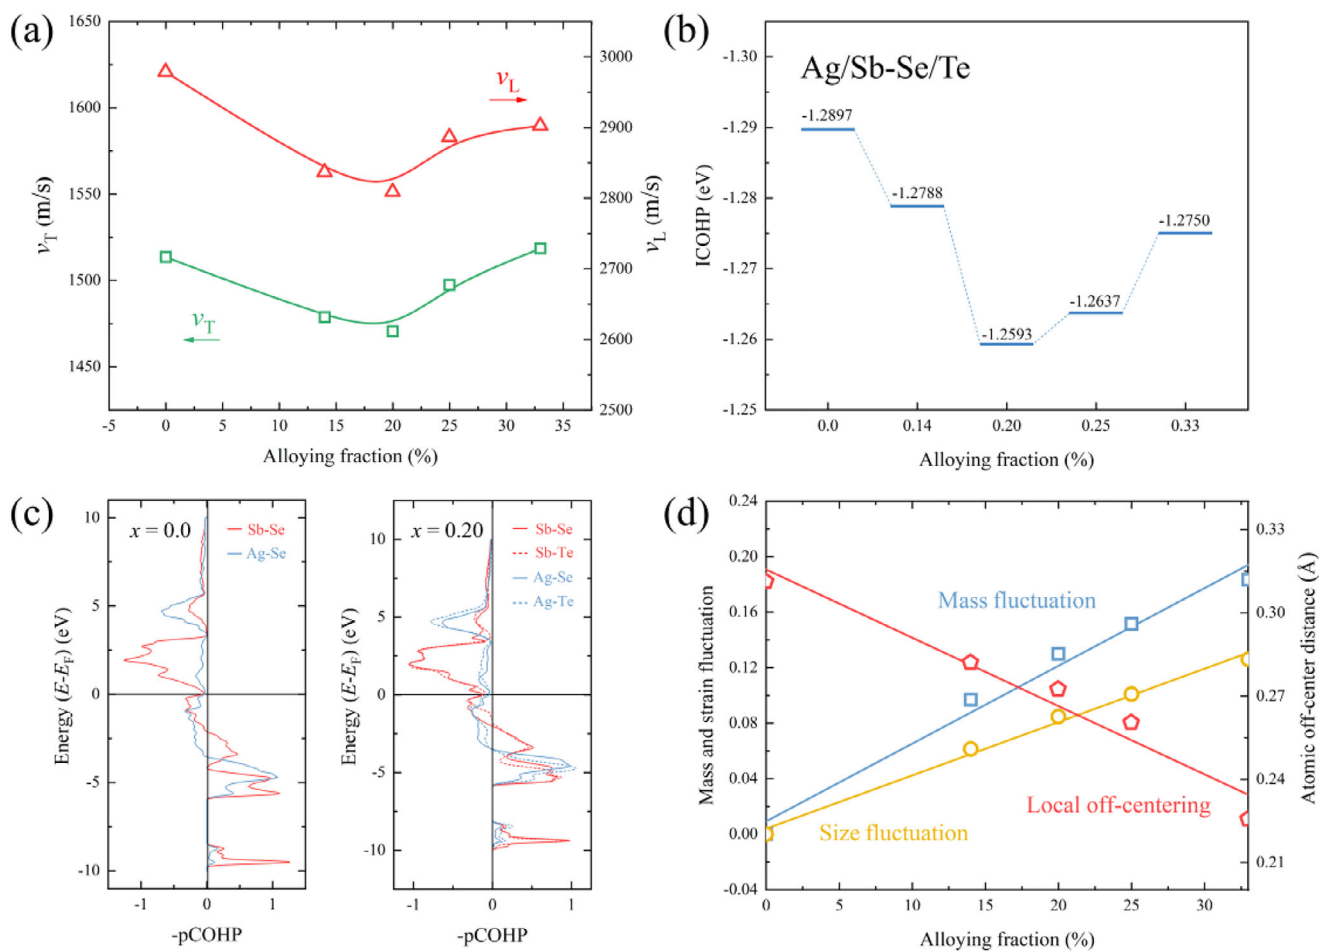 (a)
1650
1600
1550
1500
1450
3000
2900
2800
2700
2600
2500
-5 0 5 10 15 20 25 30 35
v_T (m/s)
v_L (m/s)
v_L
v_T
Alloying fraction (%)
(b)
Ag/Sb-Se/Te
-1.30
-1.29
-1.28
-1.27
-1.26
-1.25
ICOHP (eV)
-1.2897
-1.2788
-1.2593
-1.2637
-1.2750
0.0 0.14 0.20 0.25 0.33
Alloying fraction (%)
(c)
x = 0.0
Sb-Se
Ag-Se
10
5
0
-5
-10
Energy (E-E_F) (eV)
-1 0 1
-pCOHP
x = 0.20
Sb-Se
Sb-Te
Ag-Se
Ag-Te
10
5
0
-5
-10
Energy (E-E_F) (eV)
-1 0 1
-pCOHP
(d)
0.24
0.20
0.16
0.12
0.08
0.04
0.00
-0.04
Mass and strain fluctuation
0.33
0.30
0.27
0.24
0.21
Atomic off-center distance (Å)
Mass fluctuation
Local off-centering
Size fluctuation
0 5 10 15 20 25 30
Alloying fraction (%)